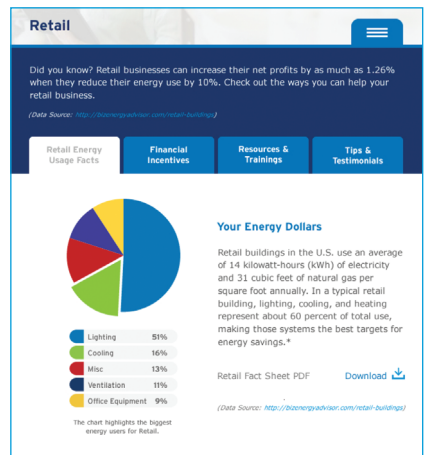 Retail
Did you know? Retail businesses can increase their net profits by as much as 1.26%
when they reduce their energy use by 10%. Check out the ways you can help your
retail business.
(Data Source: http://bizenergyadvisor.com/retail-buildings)
Retail Energy
Usage Facts
Financial
Incentives
Resources &
Trainings
Tips &
Testimonials
Your Energy Dollars
Retail buildings in the U.S. use an average
of 14 kilowatt-hours (kWh) of electricity
and 31 cubic feet of natural gas per
square foot annually. In a typical retail
building, lighting, cooling, and heating
represent about 60 percent of total use,
making those systems the best targets for
energy savings.*
Lighting 51%
Cooling 16%
Misc 13%
Ventilation 11%
Office Equipment 9%
The chart highlights the biggest
energy users for Retail.
Retail Fact Sheet PDF Download
(Data Source: http://bizenergyadvisor.com/retail-buildings)